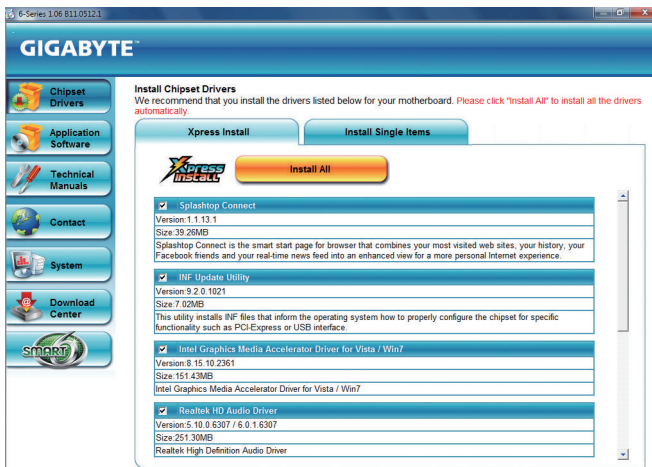 6-Series 1.06 B11.0512.1
GIGABYTE™
Chipset
Drivers
Application
Software
Technical
Manuals
Contact
System
Download
Center
SMART6
Install Chipset Drivers
We recommend that you install the drivers listed below for your motherboard. Please click "Install All" to install all the drivers
automatically.
Xpress Install
Install Single Items
Xpress
Install
Install All
Splashtop Connect
Version:1.1.13.1
Size:39.26MB
Splashtop Connect is the smart start page for browser that combines your most visited web sites, your history, your
Facebook friends and your real-time news feed into an enhanced view for a more personal Internet experience.
INF Update Utility
Version:9.2.0.1021
Size:7.02MB
This utility installs INF files that inform the operating system how to properly configure the chipset for specific
functionality such as PCI-Express or USB interface.
Intel Graphics Media Accelerator Driver for Vista / Win7
Version:8.15.10.2361
Size:151.43MB
Intel Graphics Media Accelerator Driver for Vista / Win7
Realtek HD Audio Driver
Version:5.10.0.6307 / 6.0.1.6307
Size:251.30MB
Realtek High Definition Audio Driver